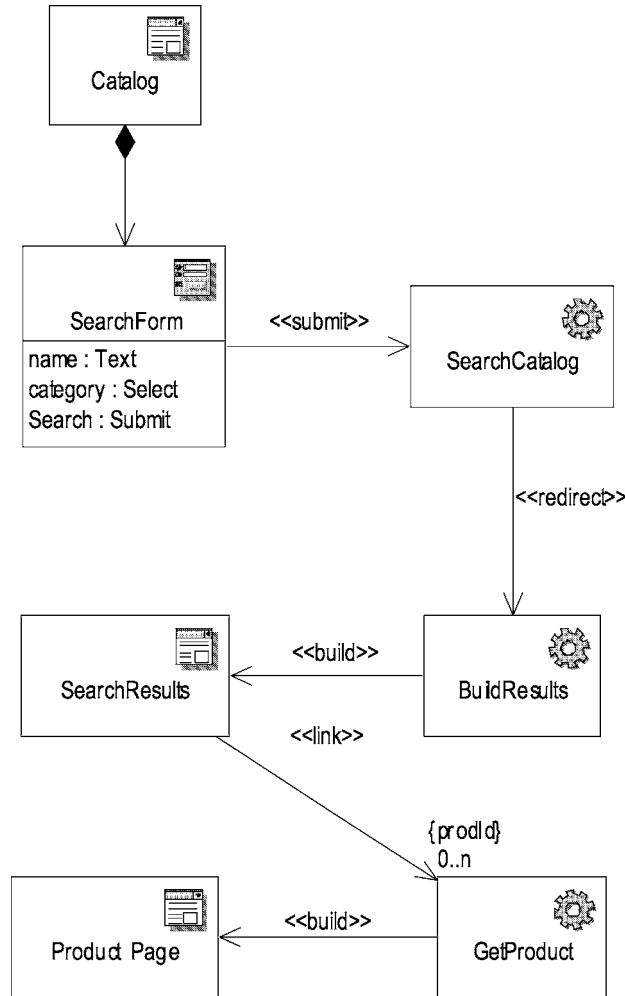 Catalog
SearchForm
name : Text
category : Select
Search : Submit
<<submit>>
SearchCatalog
<<redirect>>
BuildResults
<<build>>
SearchResults
<<link>>
{prodId}
0..n
GetProduct
<<build>>
Product Page